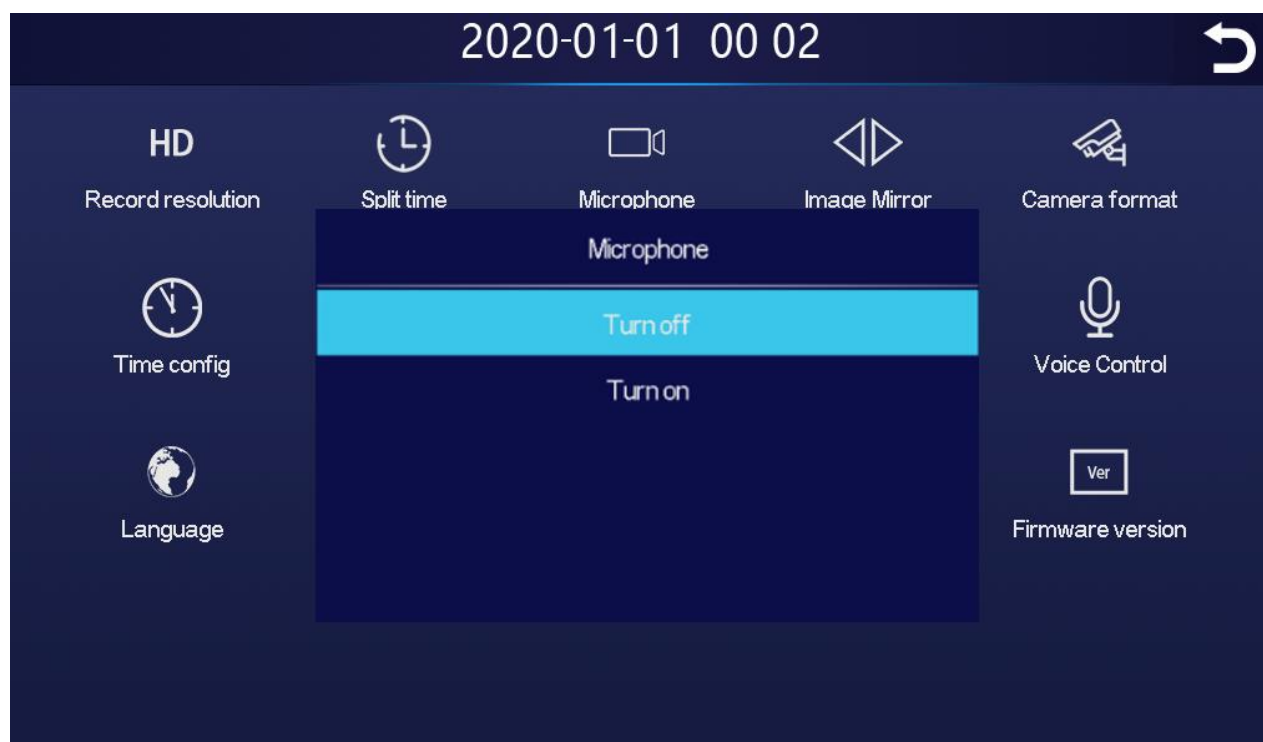 2020-01-01 00 02
HD
Record resolution
Split time
Microphone
Image Mirror
Camera format
Microphone
Turn off
Turn on
Time config
Voice Control
Language
Ver
Firmware version